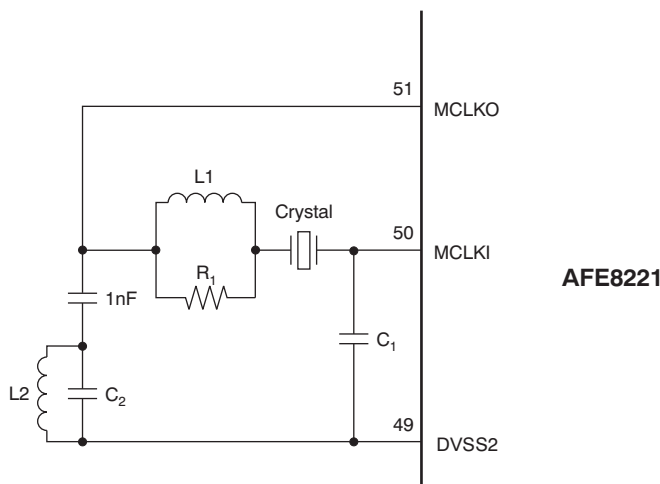 51
MCLKO
L1
Crystal
50
MCLKI
R1
AFE8221
1nF
C1
L2
C2
49
DVSS2